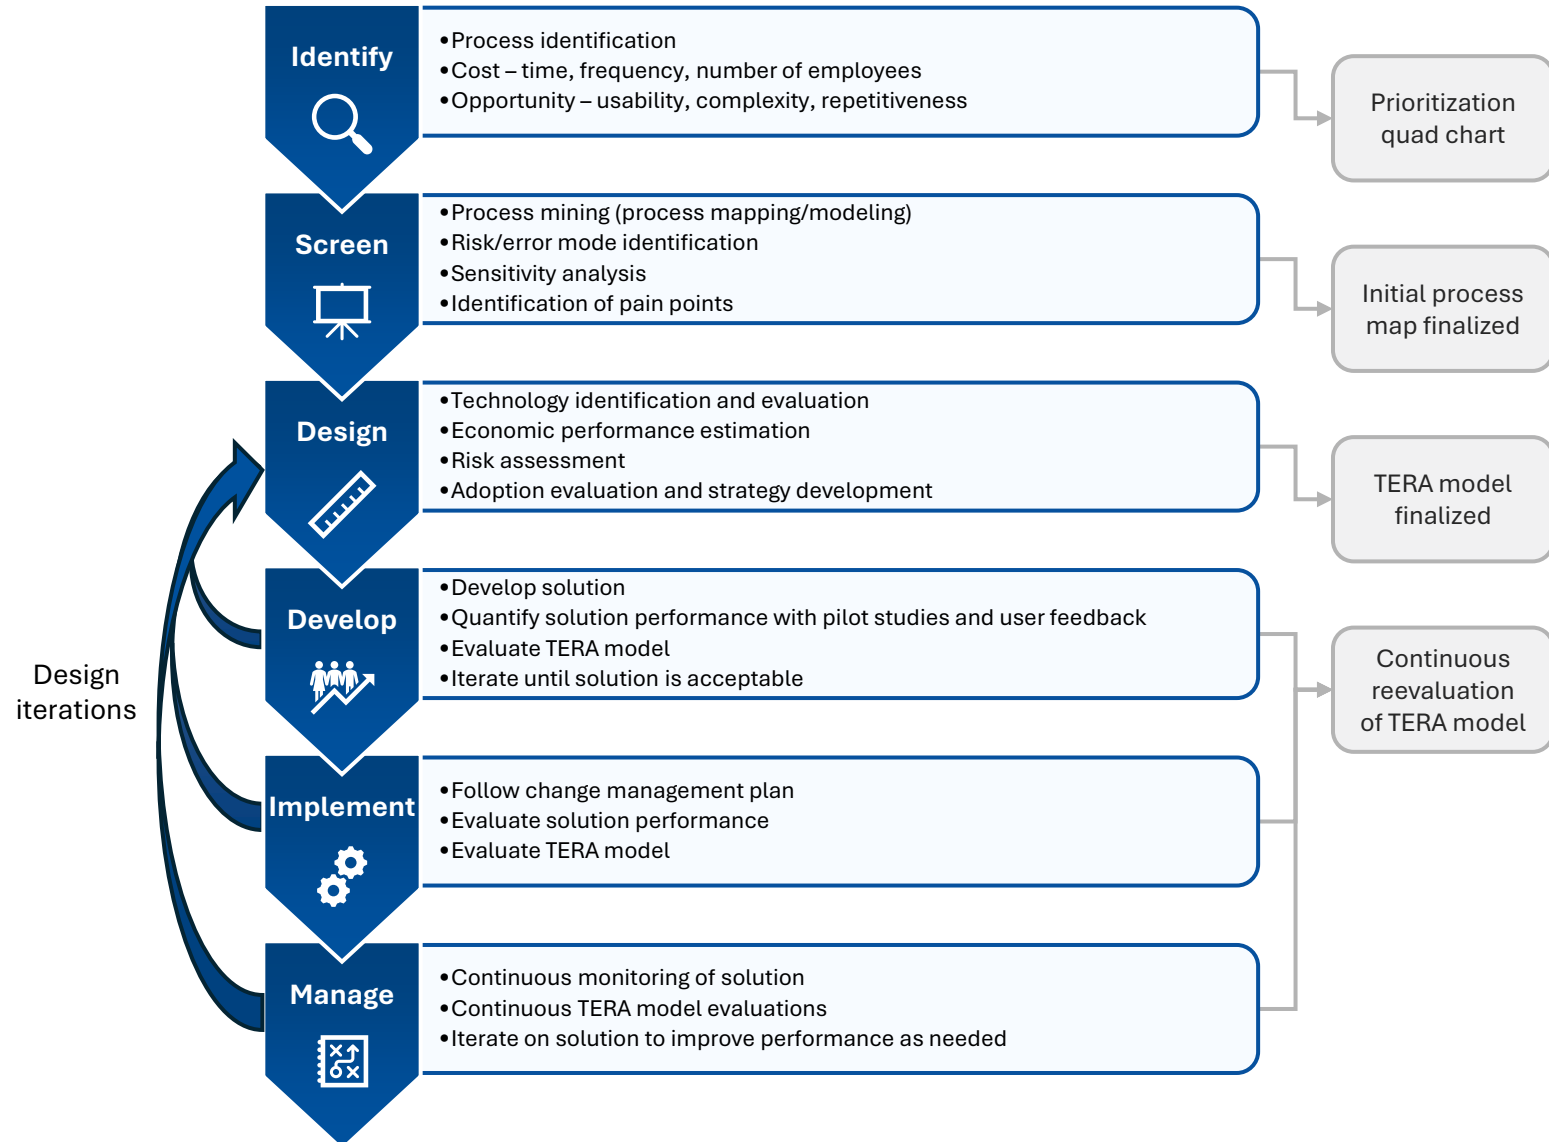 Identify
•Process identification
•Cost – time, frequency, number of employees
•Opportunity – usability, complexity, repetitiveness
Prioritization
quad chart
Screen
•Process mining (process mapping/modeling)
•Risk/error mode identification
•Sensitivity analysis
•Identification of pain points
Initial process
map finalized
Design
•Technology identification and evaluation
•Economic performance estimation
•Risk assessment
•Adoption evaluation and strategy development
TERA model
finalized
Develop
•Develop solution
•Quantify solution performance with pilot studies and user feedback
•Evaluate TERA model
•Iterate until solution is acceptable
Continuous
reevaluation
of TERA model
Design
iterations
Implement
•Follow change management plan
•Evaluate solution performance
•Evaluate TERA model
Manage
•Continuous monitoring of solution
•Continuous TERA model evaluations
•Iterate on solution to improve performance as needed